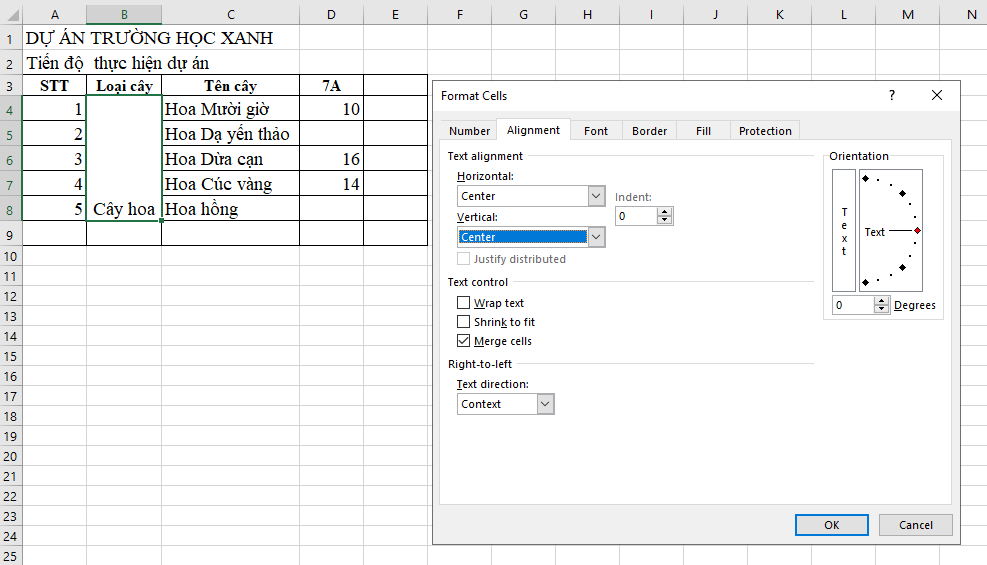 A B C D E F G H I J K L M N
1 DỰ ÁN TRƯỜNG HỌC XANH
2 Tiến độ thực hiện dự án
3 STT Loại cây Tên cây 7A
4 1 Hoa Mười giờ 10
5 2 Hoa Dạ yến thảo
6 3 Hoa Dừa cạn 16
7 4 Hoa Cúc vàng 14
8 5 Cây hoa Hoa hồng
9
10
11
12
13
14
15
16
17
18
19
20
21
22
23
24
25
Format Cells
? ×
Number Alignment Font Border Fill Protection
Text alignment
Horizontal:
Center
Indent:
Vertical:
0
Center
Justify distributed
Text control
Wrap text
Shrink to fit
Merge cells
Right-to-left
Text direction:
Context
Orientation
Text
Text
0 Degrees
OK Cancel